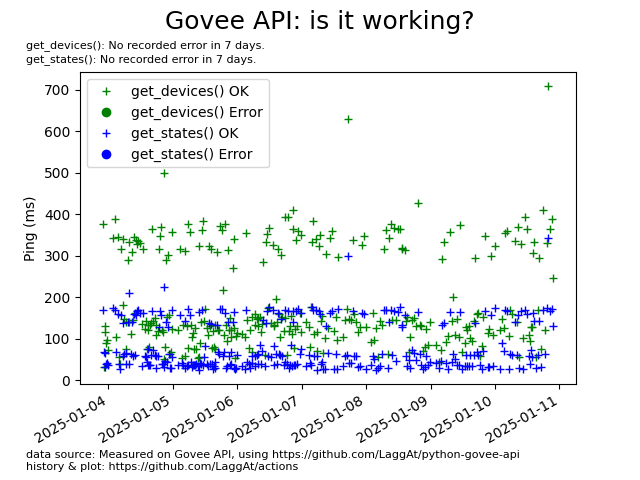 Govee API: is it working?
get_devices(): No recorded error in 7 days.
get_states(): No recorded error in 7 days.
get_devices() OK
get_devices() Error
get_states() OK
get_states() Error
Ping (ms)
700
600
500
400
300
200
100
0
2025-01-04
2025-01-05
2025-01-06
2025-01-07
2025-01-08
2025-01-09
2025-01-10
2025-01-11
data source: Measured on Govee API, using https://github.com/LaggAt/python-govee-api
history & plot: https://github.com/LaggAt/actions